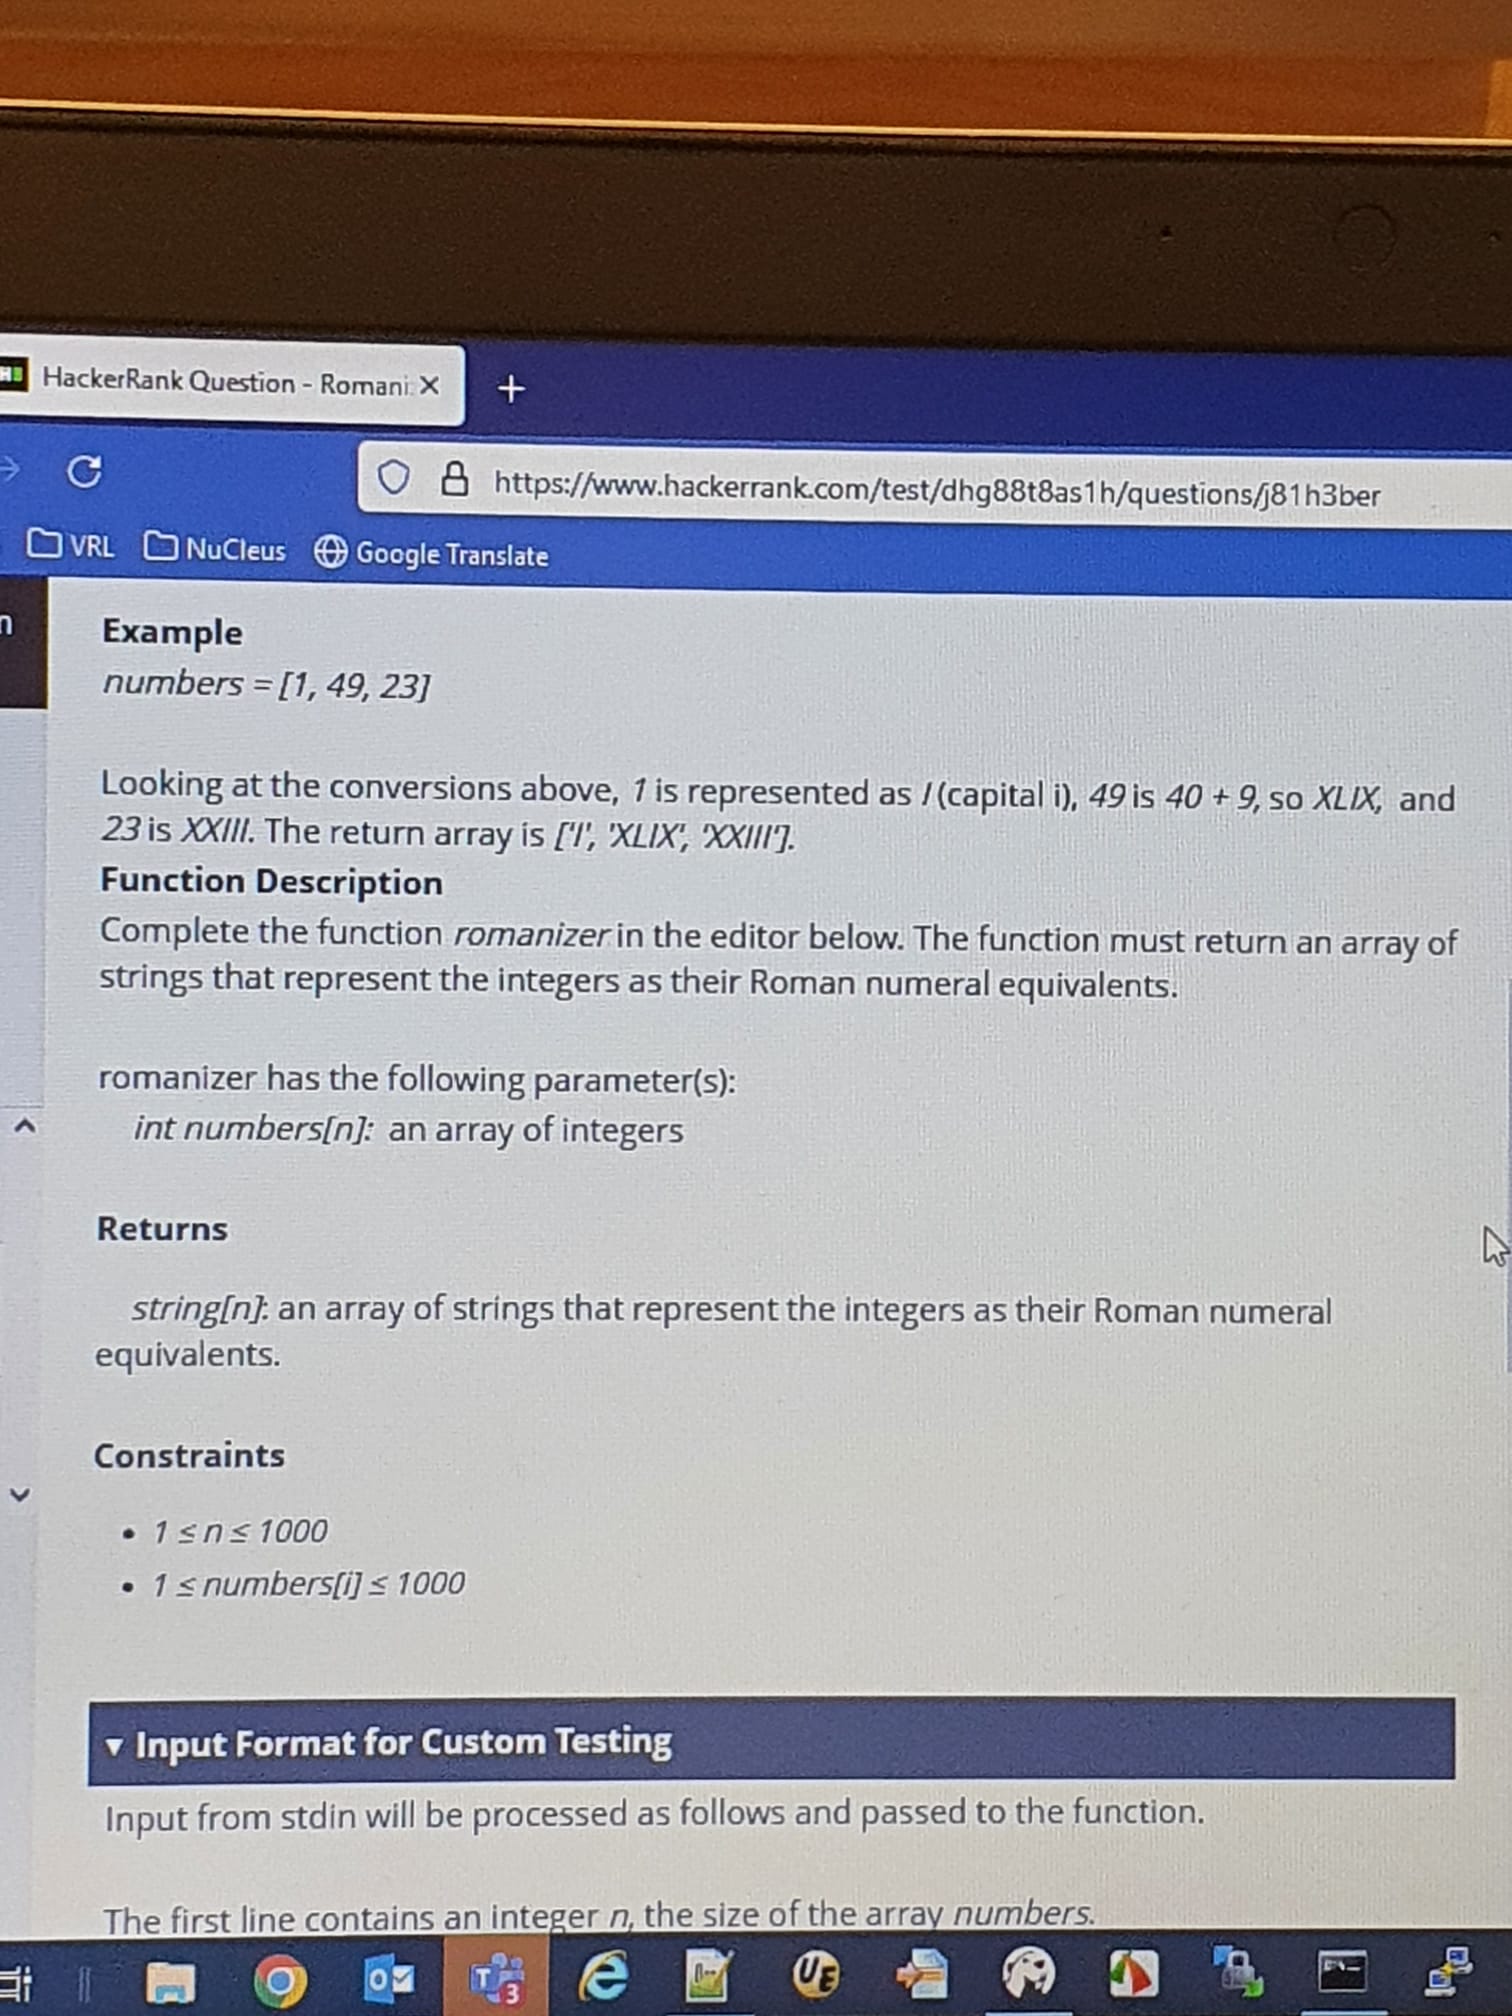 HackerRank Question - Romani
https://www.hackerrank.com/test/dhg88t8as1h/questions/j81h3ber
VRL NuCleus Google Translate
n
Example
numbers = [1, 49, 23]
Looking at the conversions above, 1 is represented as I (capital i), 49 is 40 + 9, so XLIX, and
23 is XXIII. The return array is ['I', 'XLIX', 'XXIII'].
Function Description
Complete the function romanizer in the editor below. The function must return an array of
strings that represent the integers as their Roman numeral equivalents.
romanizer has the following parameter(s):
int numbers[n]: an array of integers
Returns
string[n]: an array of strings that represent the integers as their Roman numeral
equivalents.
Constraints
• 1 ≤ n ≤ 1000
• 1 ≤ numbers[i] ≤ 1000
▾ Input Format for Custom Testing
Input from stdin will be processed as follows and passed to the function.
The first line contains an integer n, the size of the array numbers.
T 3 UE